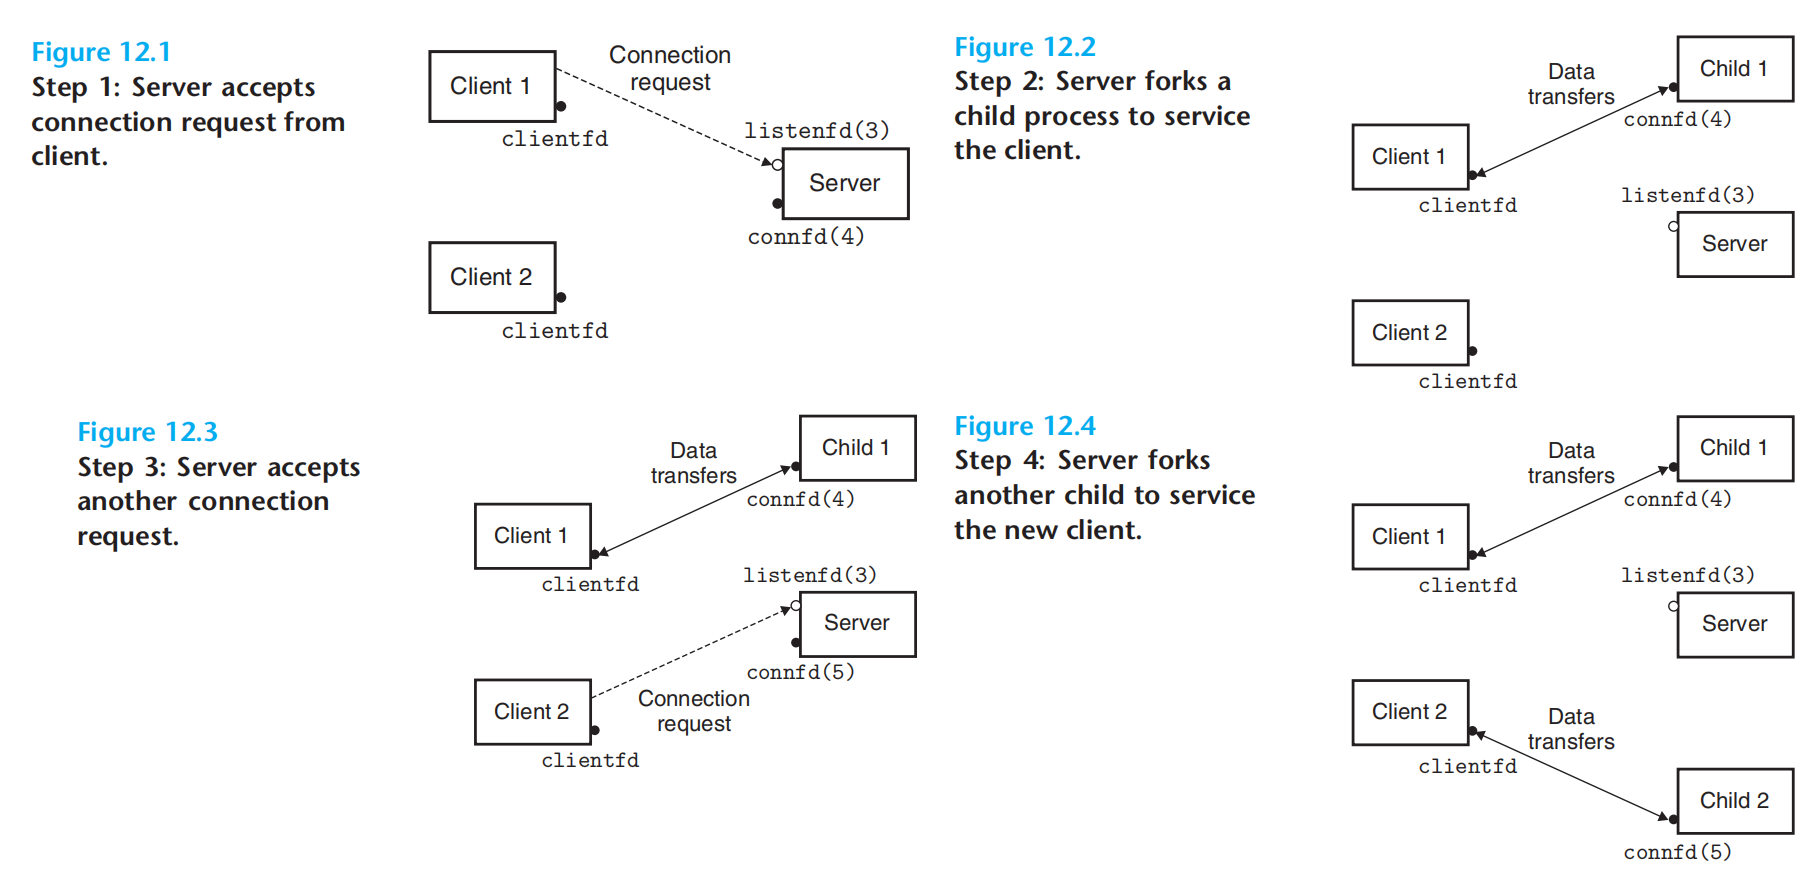 Figure 12.1
Step 1: Server accepts
connection request from
client.
Connection
request
Client 1
clientfd
listenfd(3)
Server
connfd(4)
Client 2
clientfd
Figure 12.2
Step 2: Server forks a
child process to service
the client.
Data
transfers
Child 1
connfd(4)
Client 1
clientfd
listenfd(3)
Server
Client 2
clientfd
Figure 12.3
Step 3: Server accepts
another connection
request.
Data
transfers
Child 1
connfd(4)
Client 1
clientfd
listenfd(3)
Server
connfd(5)
Client 2
Connection
request
clientfd
Figure 12.4
Step 4: Server forks
another child to service
the new client.
Data
transfers
Child 1
connfd(4)
Client 1
clientfd
listenfd(3)
Server
Client 2
clientfd
Data
transfers
Child 2
connfd(5)